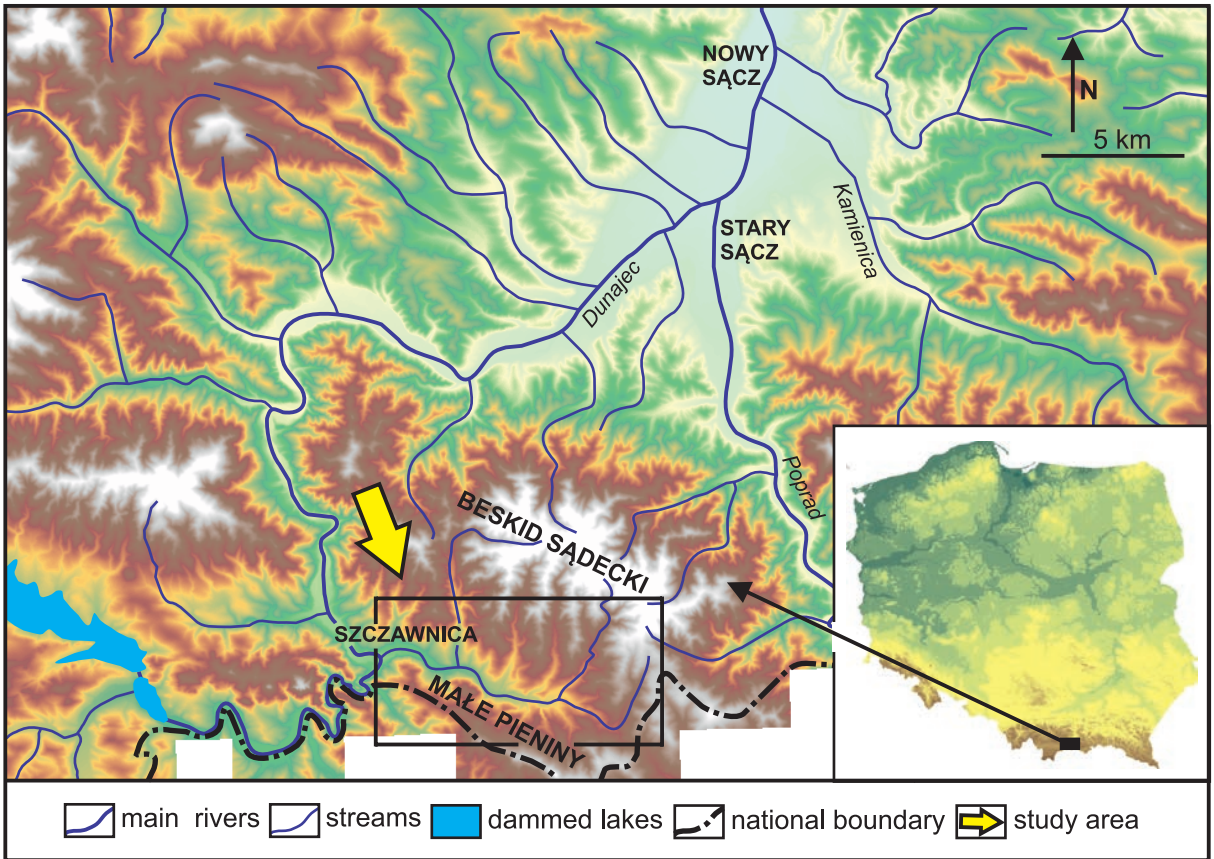 NOWY
SĄCZ
N
5 km
Kamienica
STARY
SĄCZ
Dunajec
Poprad
BESKID SĄDECKI
SZCZAWNICA
MAŁE PIENINY
main rivers
streams
dammed lakes
national boundary
study area